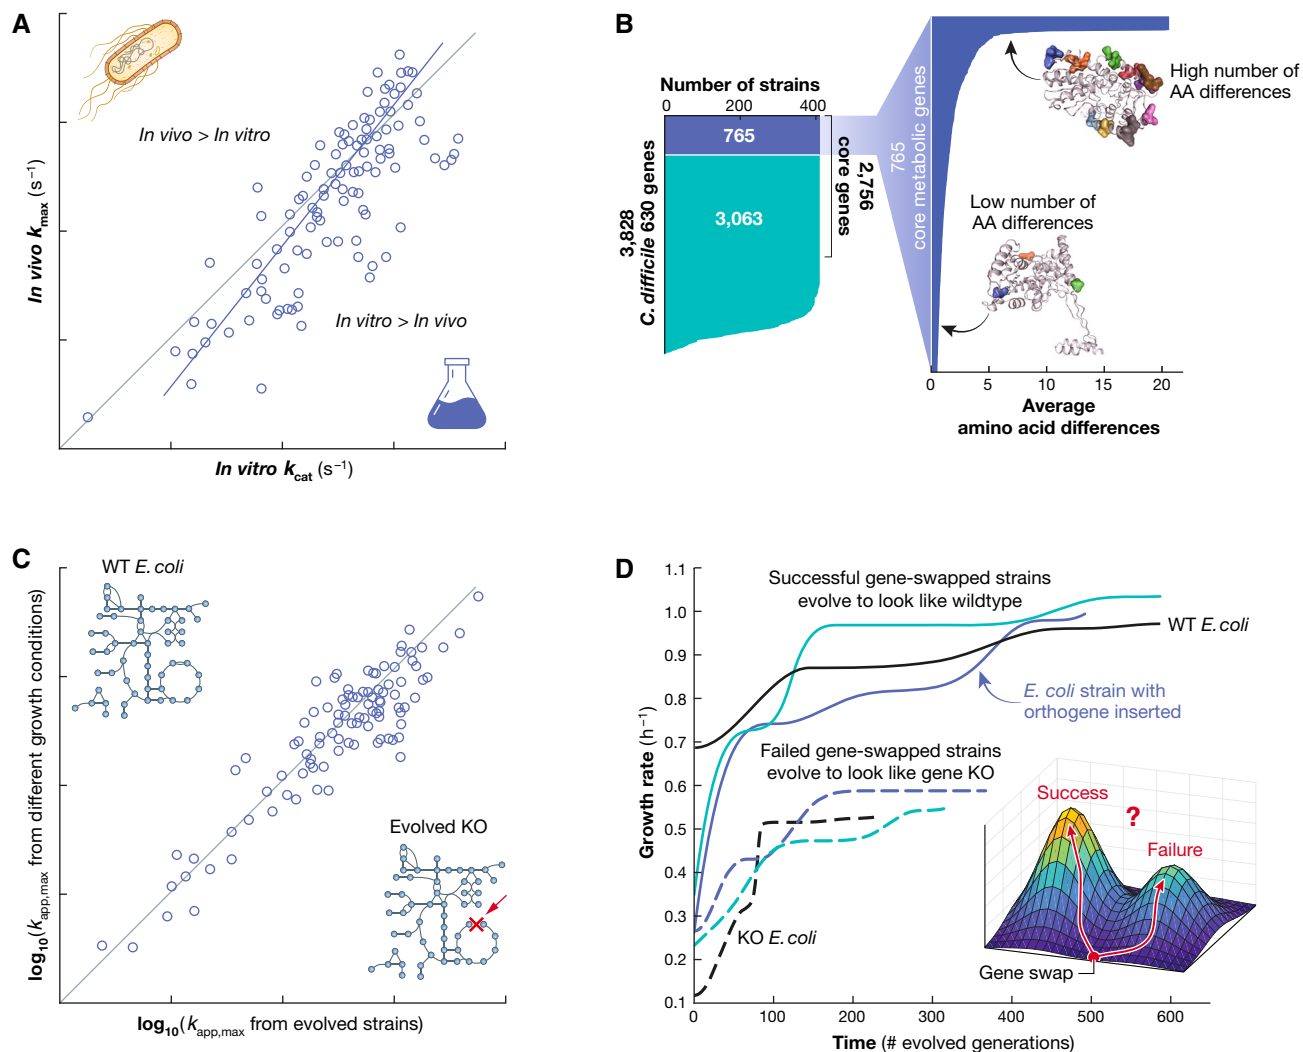 A
In vivo > In vitro
In vitro > In vivo
In vivo kmax (s−1)
In vitro kcat (s−1)
B
Number of strains
0 200 400
765
3,063
3,828
C. difficile 630 genes
2,756
core genes
765
core metabolic genes
High number of
AA differences
Low number of
AA differences
0 5 10 15 20
Average
amino acid differences
C
WT E. coli
Evolved KO
log10(kapp,max from different growth conditions)
log10(kapp,max from evolved strains)
D
1.1
1.0
0.9
0.8
0.7
0.6
0.5
0.4
0.3
0.2
0.1
Growth rate (h−1)
Successful gene-swapped strains
evolve to look like wildtype
WT E. coli
E. coli strain with
orthogene inserted
Failed gene-swapped strains
evolve to look like gene KO
KO E. coli
Success
?
Failure
Gene swap
0 100 200 300 400 500 600
Time (# evolved generations)